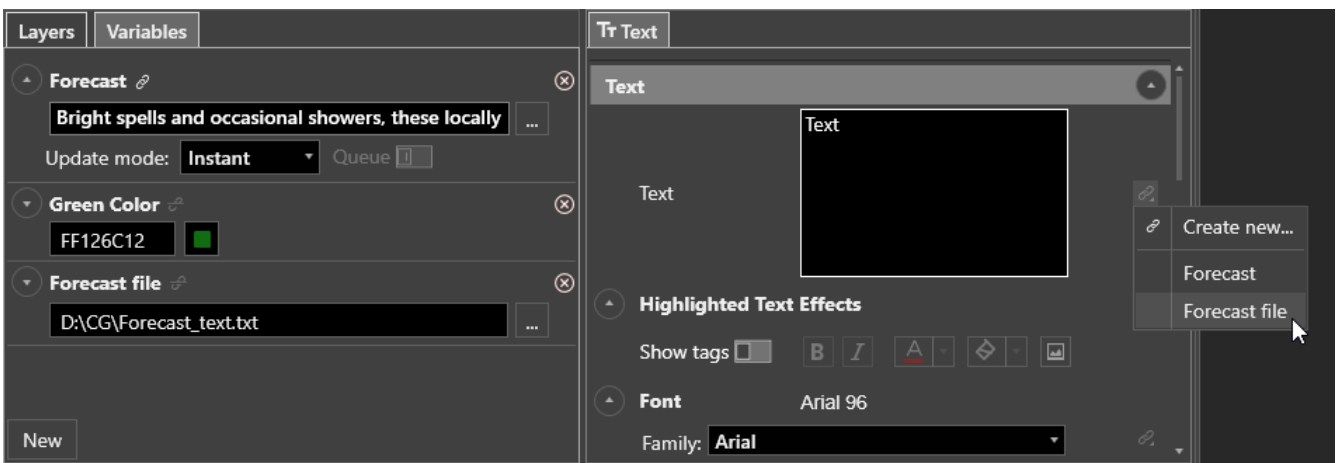 Layers Variables
Forecast
Bright spells and occasional showers, these locally ...
Update mode: Instant Queue
Green Color
FF126C12
Forecast file
D:\CG\Forecast_text.txt ...
New
Tт Text
Text
Text
Text
Highlighted Text Effects
Show tags B I A
Font Arial 96
Family: Arial
Create new...
Forecast
Forecast file